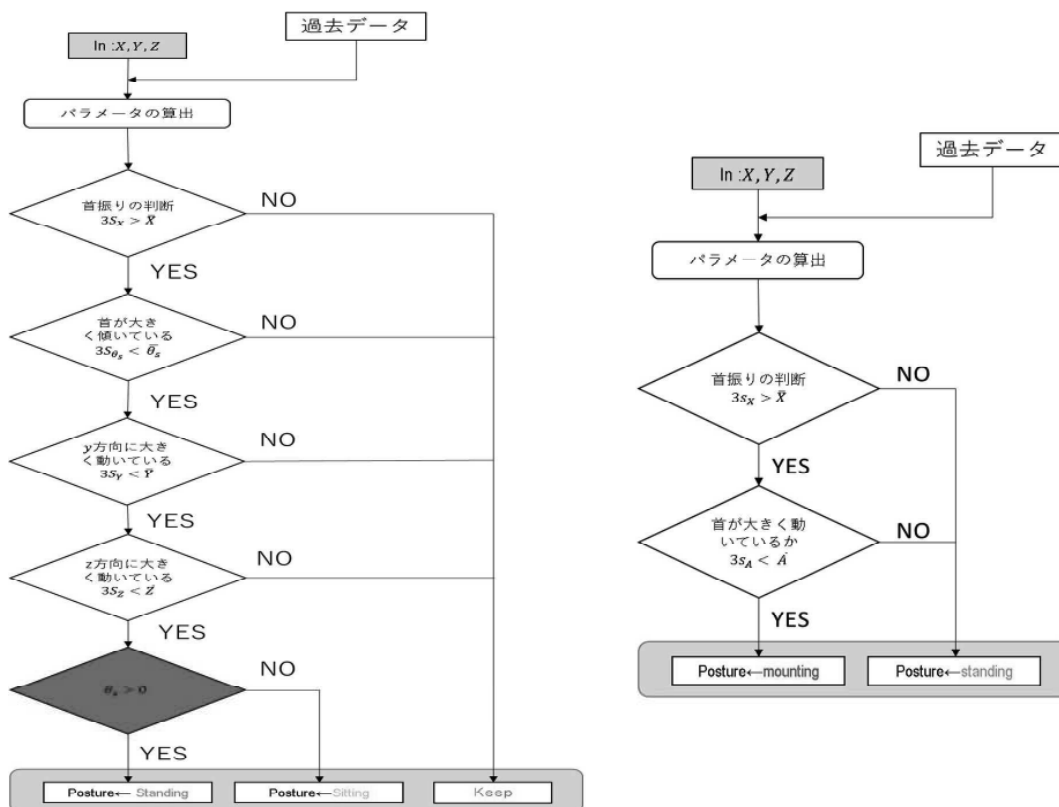 過去データ
In :X, Y, Z
パラメータの算出
首振りの判断
3S_X > X̄
NO
YES
首が大き
く傾いている
3S_θs < θ̄_s
NO
YES
y方向に大き
く動いている
3S_Y < Ȳ
NO
YES
z方向に大き
く動いている
3S_Z < Z̄
NO
YES
θ_s > 0
NO
YES
Posture← Standing
Posture←Sitting
Keep
過去データ
In :X, Y, Z
パラメータの算出
首振りの判断
3s_X > X̄
NO
YES
首が大きく動
いているか
3s_A < Ā
NO
YES
Posture←mounting
Posture←standing